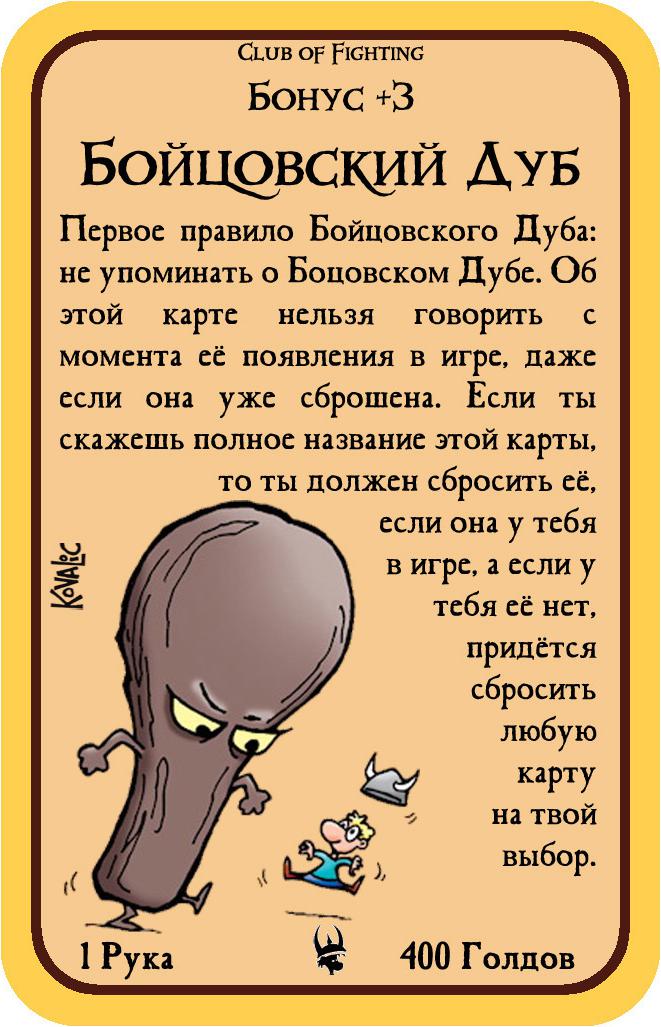 Club of Fighting
Бонус +3
Бойцовский Дуб
Первое правило Бойцовского Дуба:
не упоминать о Боцовском Дубе. Об
этой карте нельзя говорить с
момента её появления в игре, даже
если она уже сброшена. Если ты
скажешь полное название этой карты,
то ты должен сбросить её,
если она у тебя
в игре, а если у
тебя её нет,
придётся
сбросить
любую
карту
на твой
выбор.
Kovalic
1 Рука
400 Голдов